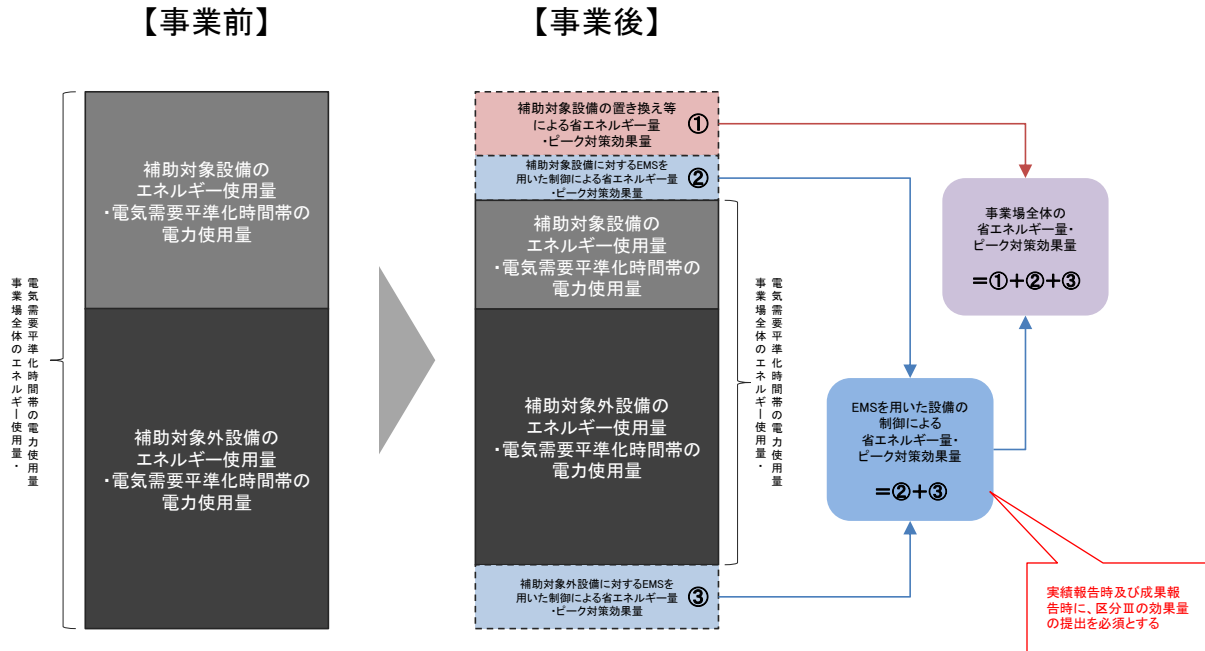 【事業前】
【事業後】
事業場全体のエネルギー使用量・
電気需要平準化時間帯の電力使用量
補助対象設備の
エネルギー使用量
・電気需要平準化時間帯の
電力使用量
補助対象外設備の
エネルギー使用量
・電気需要平準化時間帯の
電力使用量
補助対象設備の置き換え等
による省エネルギー量
・ピーク対策効果量
①
補助対象設備に対するEMSを
用いた制御による省エネルギー量
・ピーク対策効果量
②
補助対象設備の
エネルギー使用量
・電気需要平準化時間帯の
電力使用量
補助対象外設備の
エネルギー使用量
・電気需要平準化時間帯の
電力使用量
補助対象外設備に対するEMSを
用いた制御による省エネルギー量
・ピーク対策効果量
③
事業場全体のエネルギー使用量・
電気需要平準化時間帯の電力使用量
EMSを用いた設備の
制御による
省エネルギー量・
ピーク対策効果量
＝②＋③
事業場全体の
省エネルギー量・
ピーク対策効果量
＝①＋②＋③
実績報告時及び成果報
告時に、区分Ⅲの効果量
の提出を必須とする